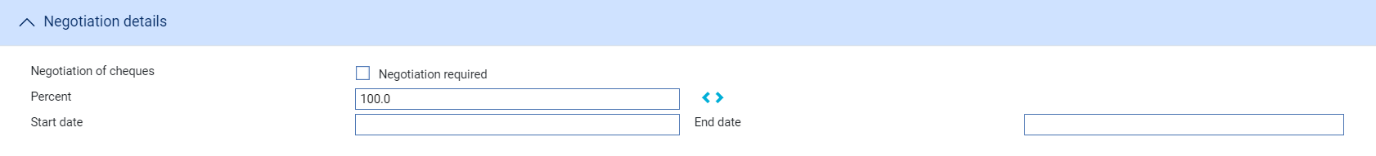 Negotiation details
Negotiation of cheques
Negotiation required
Percent
100.0
Start date
End date